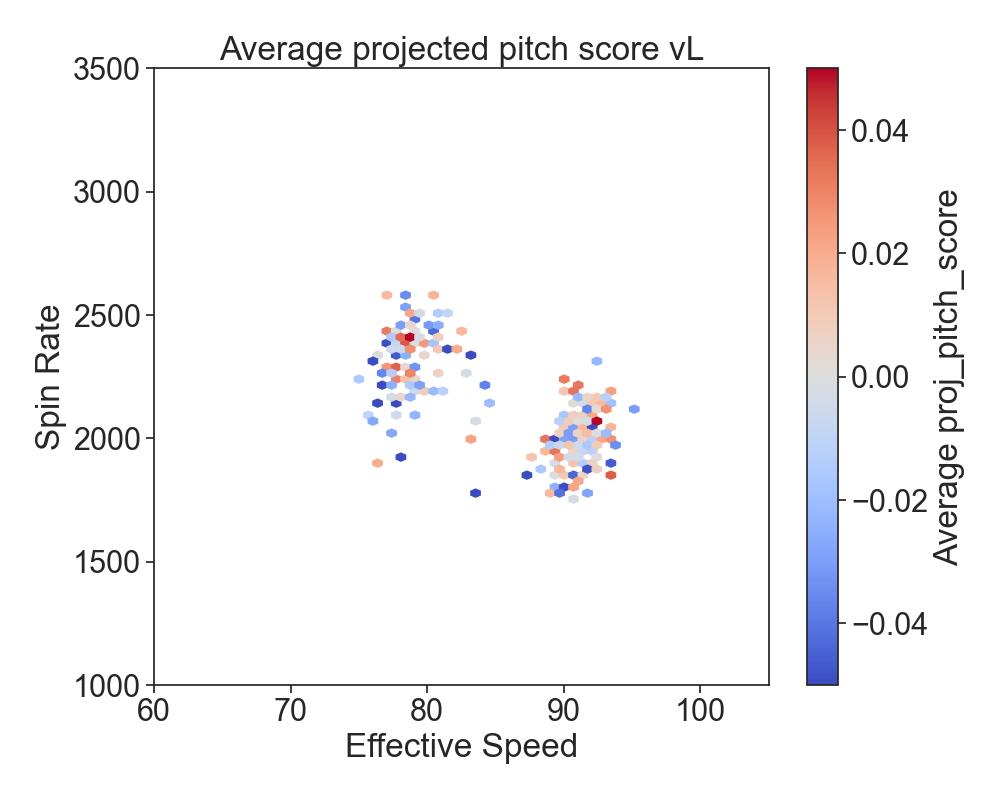 Average projected pitch score vL
3500
3000
2500
2000
1500
1000
Spin Rate
60 70 80 90 100
Effective Speed
0.04
0.02
0.00
−0.02
−0.04
Average proj_pitch_score